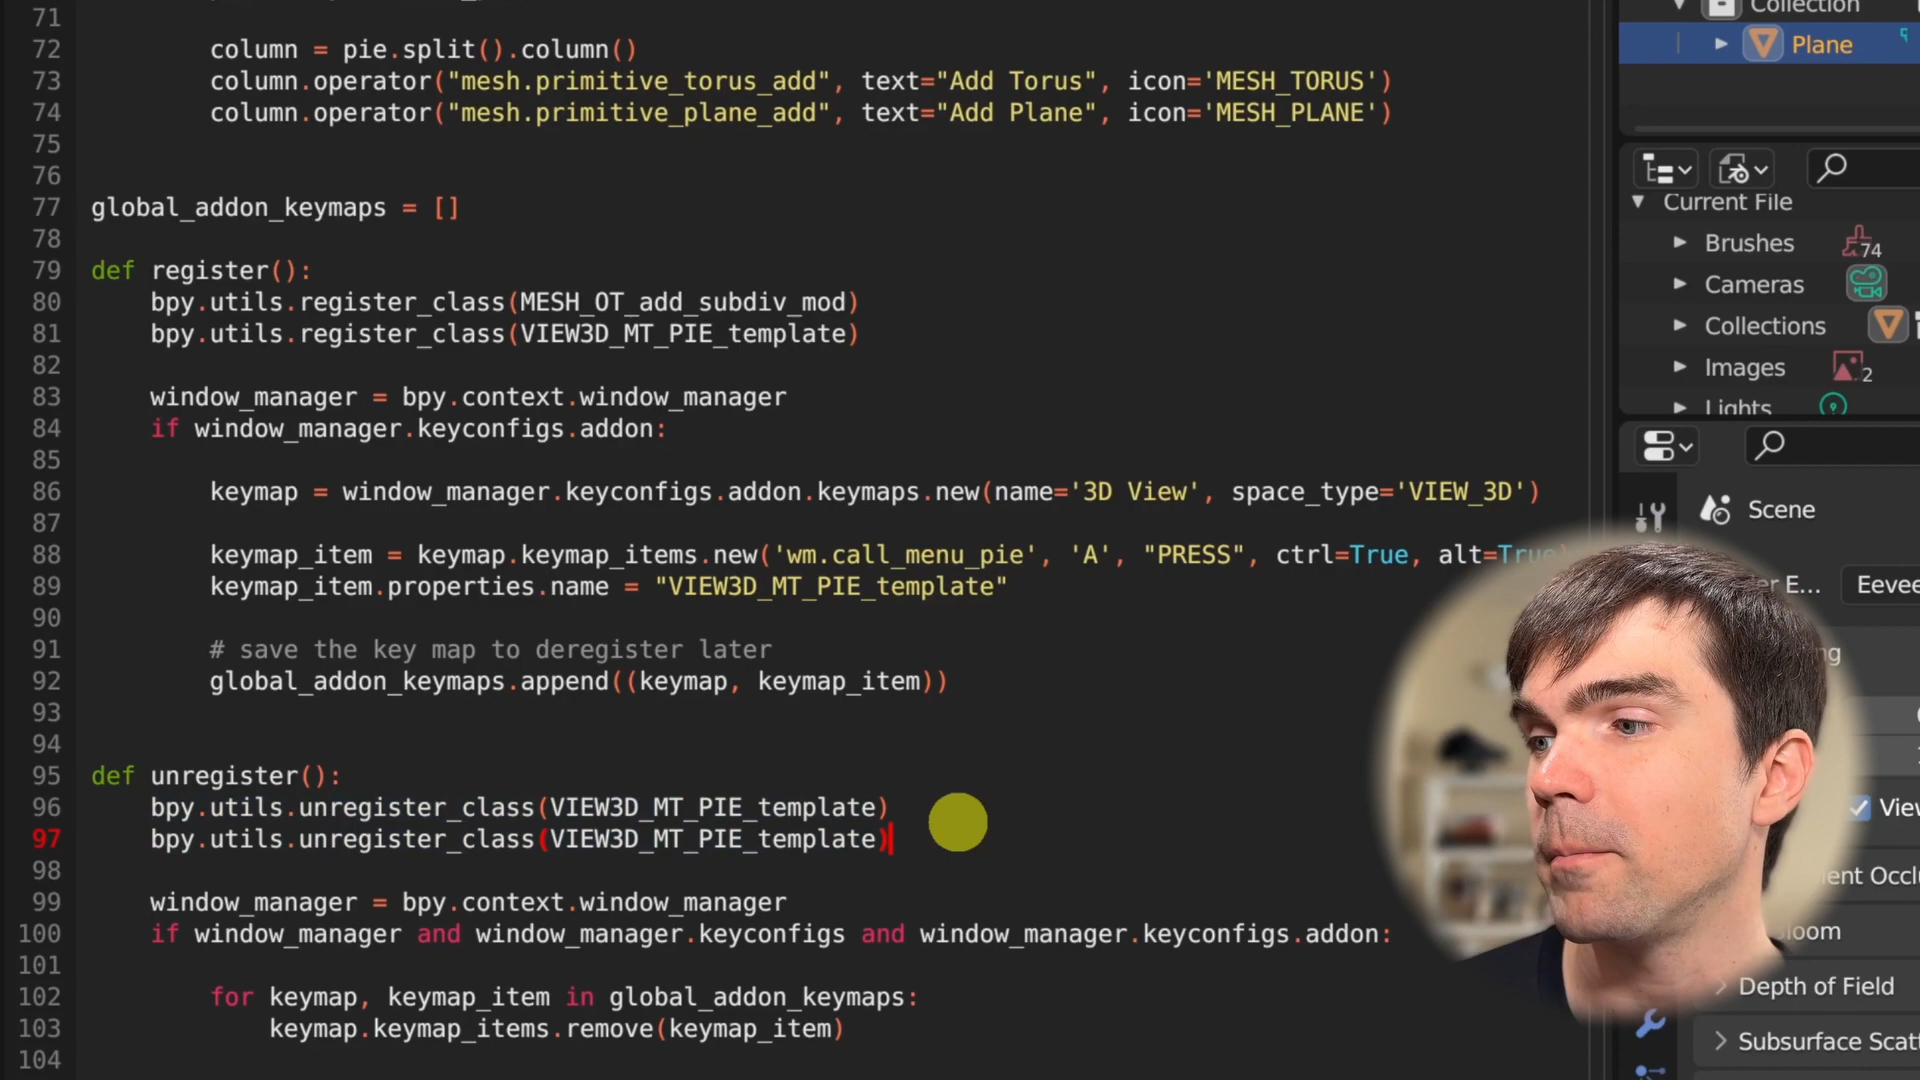 71
72 column = pie.split().column()
73 column.operator("mesh.primitive_torus_add", text="Add Torus", icon='MESH_TORUS')
74 column.operator("mesh.primitive_plane_add", text="Add Plane", icon='MESH_PLANE')
75
76
77 global_addon_keymaps = []
78
79 def register():
80 bpy.utils.register_class(MESH_OT_add_subdiv_mod)
81 bpy.utils.register_class(VIEW3D_MT_PIE_template)
82
83 window_manager = bpy.context.window_manager
84 if window_manager.keyconfigs.addon:
85
86 keymap = window_manager.keyconfigs.addon.keymaps.new(name='3D View', space_type='VIEW_3D')
87
88 keymap_item = keymap.keymap_items.new('wm.call_menu_pie', 'A', "PRESS", ctrl=True, alt=True)
89 keymap_item.properties.name = "VIEW3D_MT_PIE_template"
90
91 # save the key map to deregister later
92 global_addon_keymaps.append((keymap, keymap_item))
93
94
95 def unregister():
96 bpy.utils.unregister_class(VIEW3D_MT_PIE_template)
97 bpy.utils.unregister_class(VIEW3D_MT_PIE_template)
98
99 window_manager = bpy.context.window_manager
100 if window_manager and window_manager.keyconfigs and window_manager.keyconfigs.addon:
101
102 for keymap, keymap_item in global_addon_keymaps:
103 keymap.keymap_items.remove(keymap_item)
104
Collection
Plane
Current File
Brushes 74
Cameras
Collections
Images 2
Lights
Scene
Eevee
View
Depth of Field
Subsurface